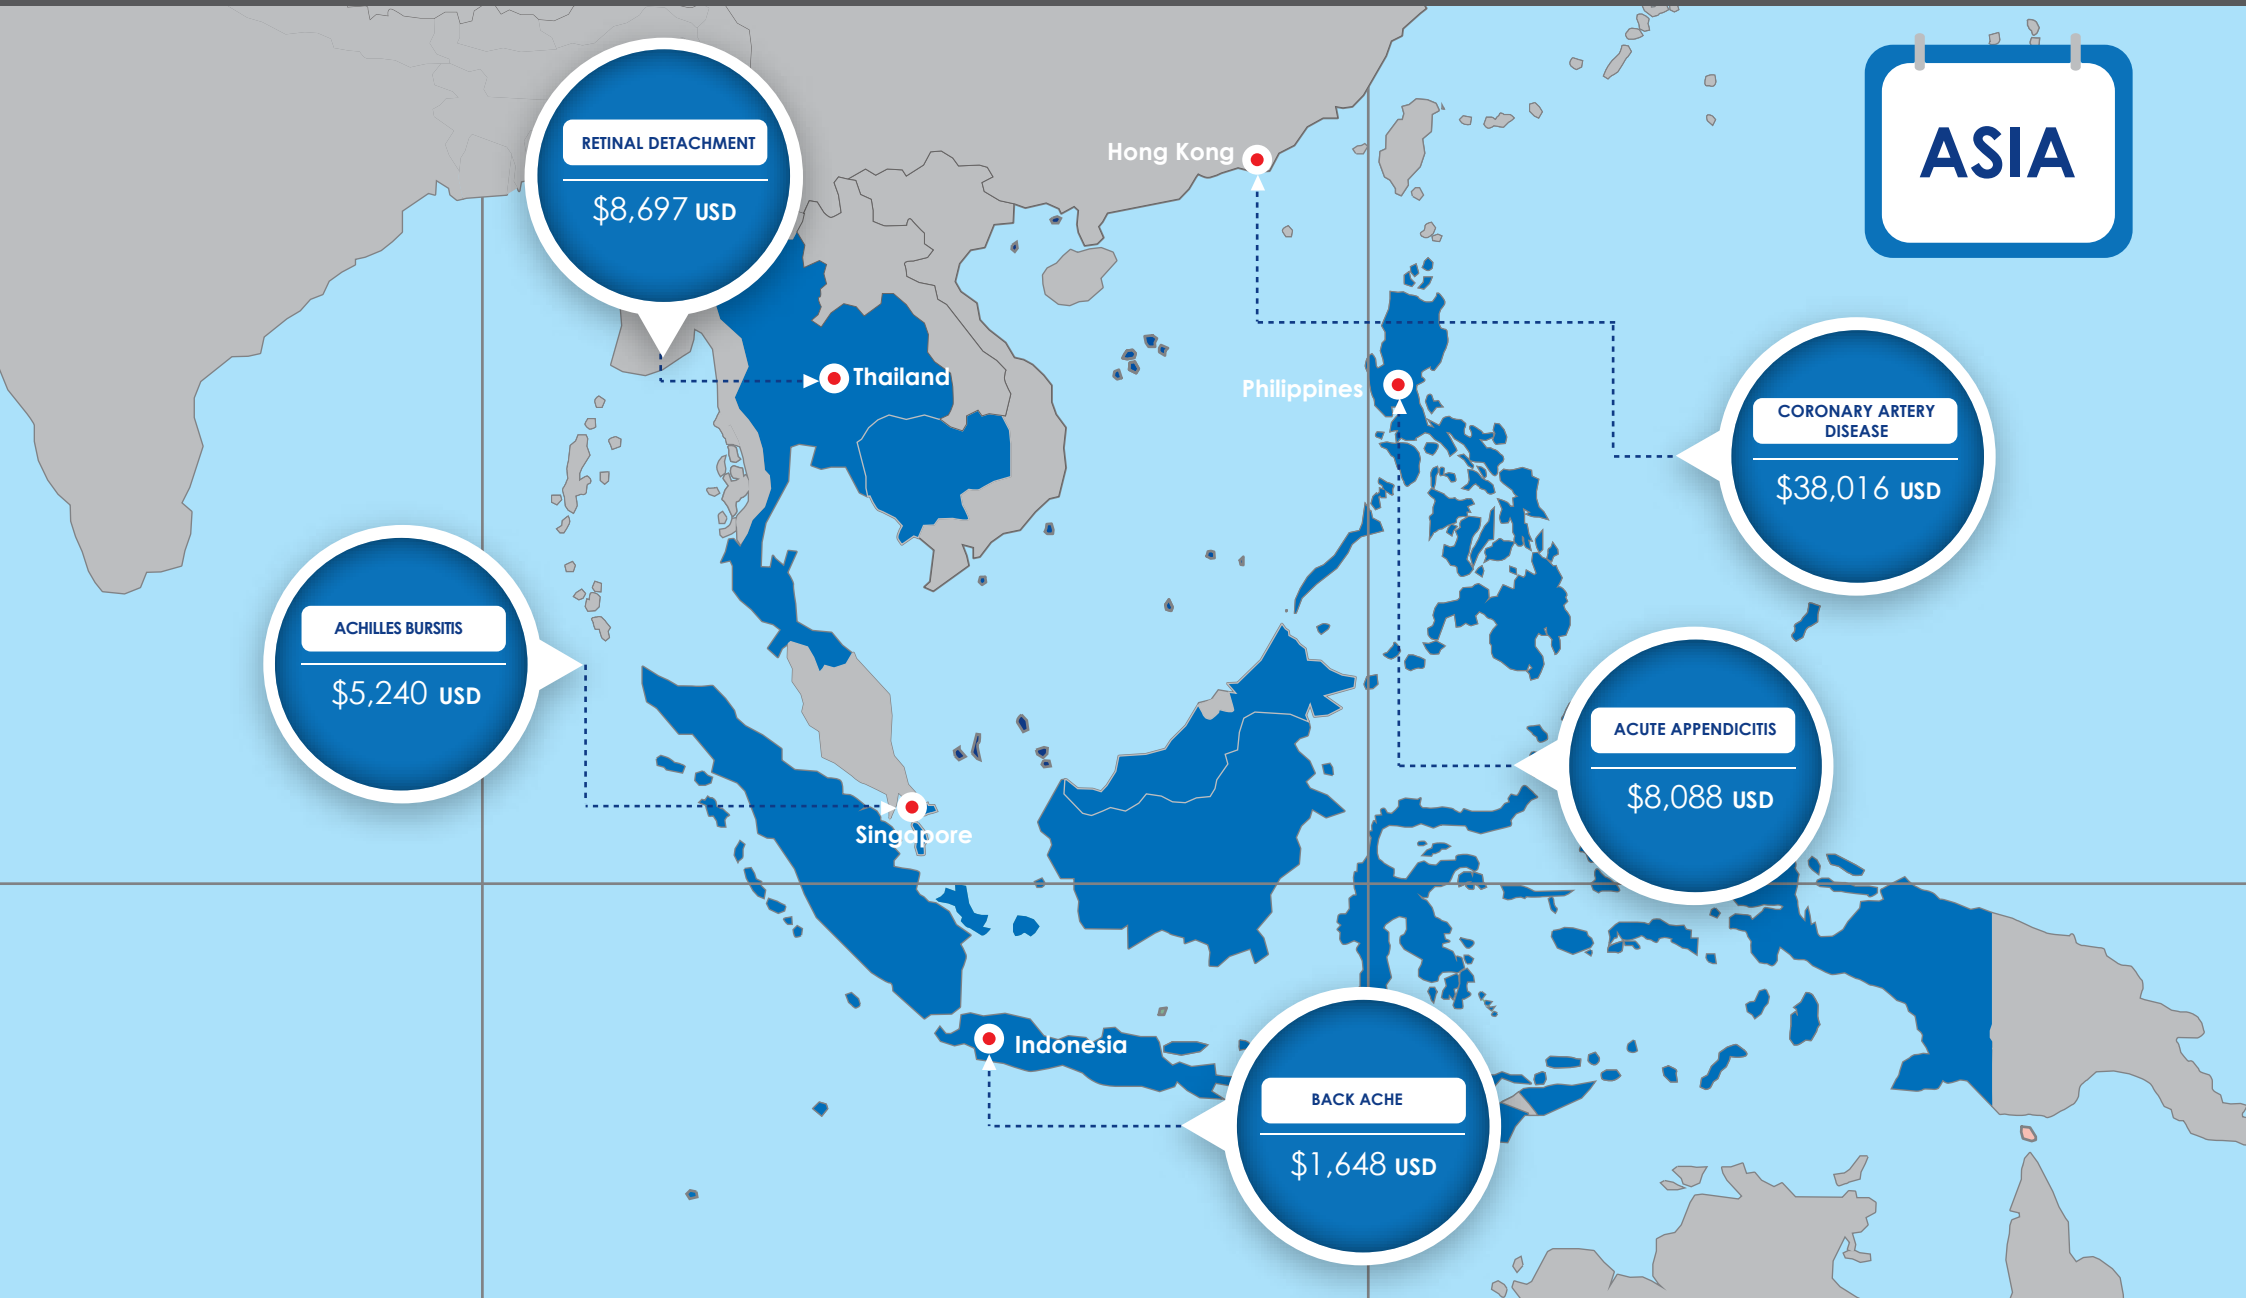 ASIA
RETINAL DETACHMENT
$8,697 USD
Hong Kong
Thailand
Philippines
CORONARY ARTERY
DISEASE
$38,016 USD
ACHILLES BURSITIS
$5,240 USD
ACUTE APPENDICITIS
$8,088 USD
Singapore
Indonesia
BACK ACHE
$1,648 USD